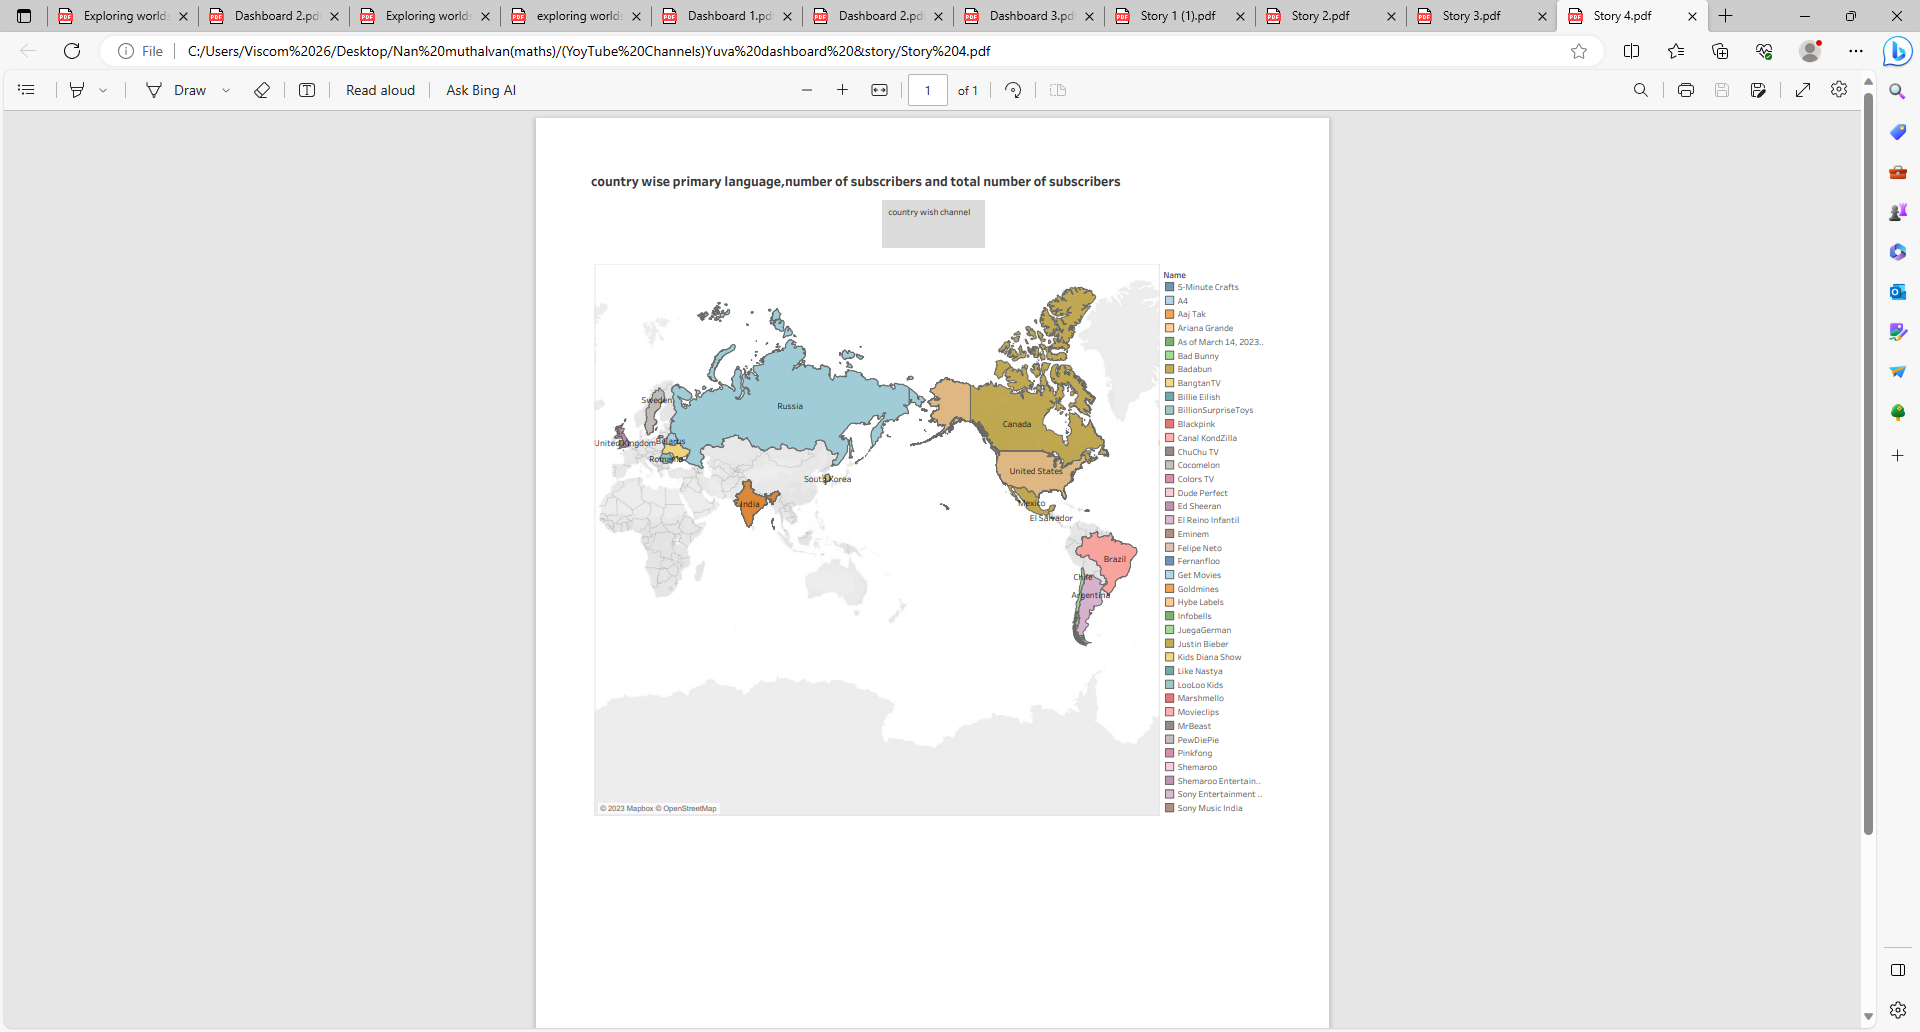 Exploring worlds
Dashboard 2.pdf
Exploring worlds
exploring worlds
Dashboard 1.pdf
Dashboard 2.pdf
Dashboard 3.pdf
Story 1 (1).pdf
Story 2.pdf
Story 3.pdf
Story 4.pdf
File
C:/Users/Viscom%2026/Desktop/Nan%20muthalvan(maths)/(YoyTube%20Channels)Yuva%20dashboard%20&story/Story%204.pdf
Draw
Read aloud
Ask Bing AI
1
of 1
country wise primary language,number of subscribers and total number of subscribers
country wish channel
Russia
Sweden
United Kingdom
Belarus
Romania
South Korea
India
Canada
United States
Mexico
El Salvador
Brazil
Chile
Argentina
© 2023 Mapbox © OpenStreetMap
Name
5-Minute Crafts
A4
Aaj Tak
Ariana Grande
As of March 14, 2023..
Bad Bunny
Badabun
BangtanTV
Billie Eilish
BillionSurpriseToys
Blackpink
Canal KondZilla
ChuChu TV
Cocomelon
Colors TV
Dude Perfect
Ed Sheeran
El Reino Infantil
Eminem
Felipe Neto
Fernanfloo
Get Movies
Goldmines
Hybe Labels
Infobells
JuegaGerman
Justin Bieber
Kids Diana Show
Like Nastya
LooLoo Kids
Marshmello
Movieclips
MrBeast
PewDiePie
Pinkfong
Shemaroo
Shemaroo Entertain..
Sony Entertainment ..
Sony Music India